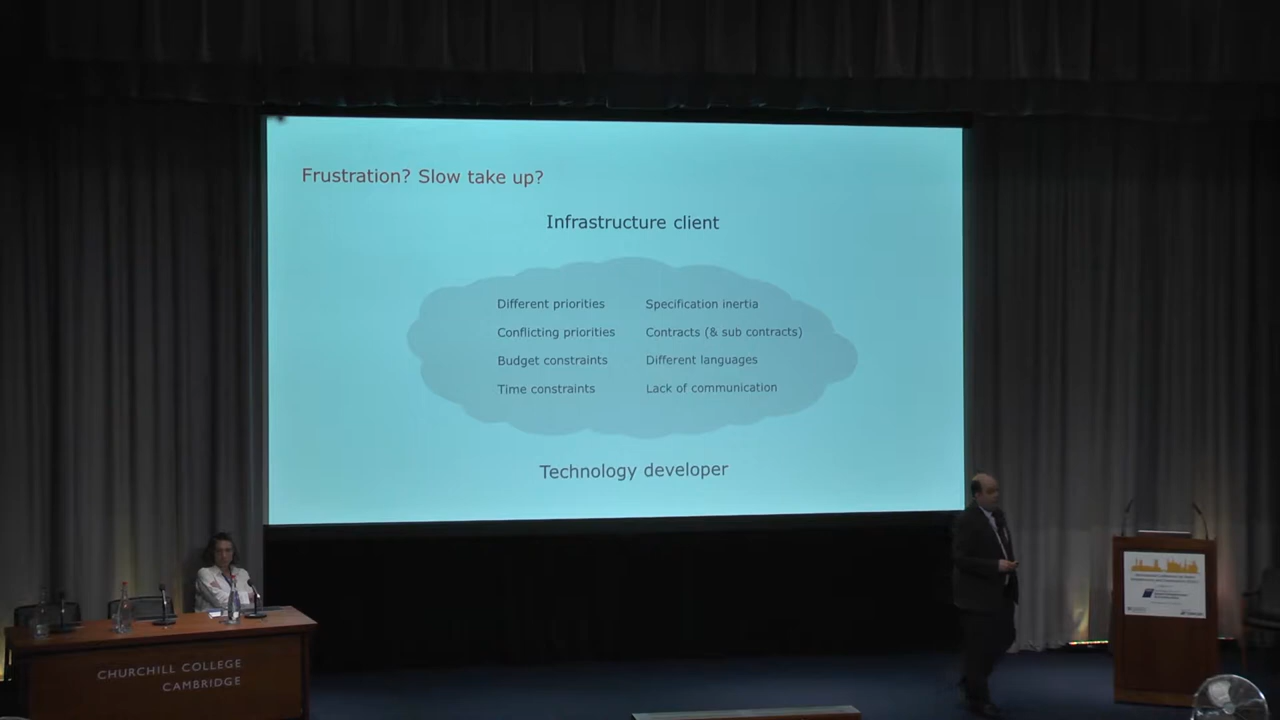 Frustration? Slow take up?
Infrastructure client
Different priorities
Specification inertia
Conflicting priorities
Contracts (& sub contracts)
Budget constraints
Different languages
Time constraints
Lack of communication
Technology developer
CHURCHILL COLLEGE
CAMBRIDGE